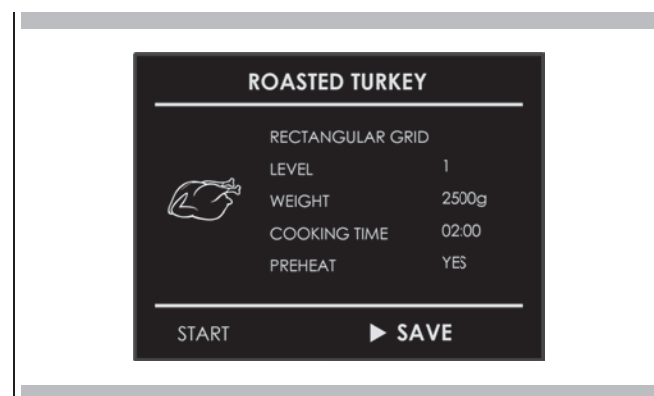 ROASTED TURKEY
RECTANGULAR GRID
LEVEL 1
WEIGHT 2500g
COOKING TIME 02:00
PREHEAT YES
START ▶ SAVE